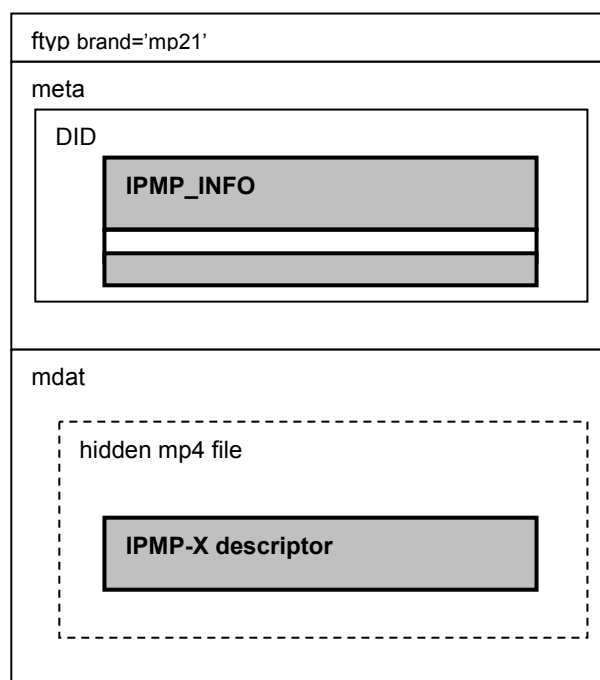 ftyp brand=’mp21’
meta
DID
IPMP_INFO
mdat
hidden mp4 file
IPMP-X descriptor